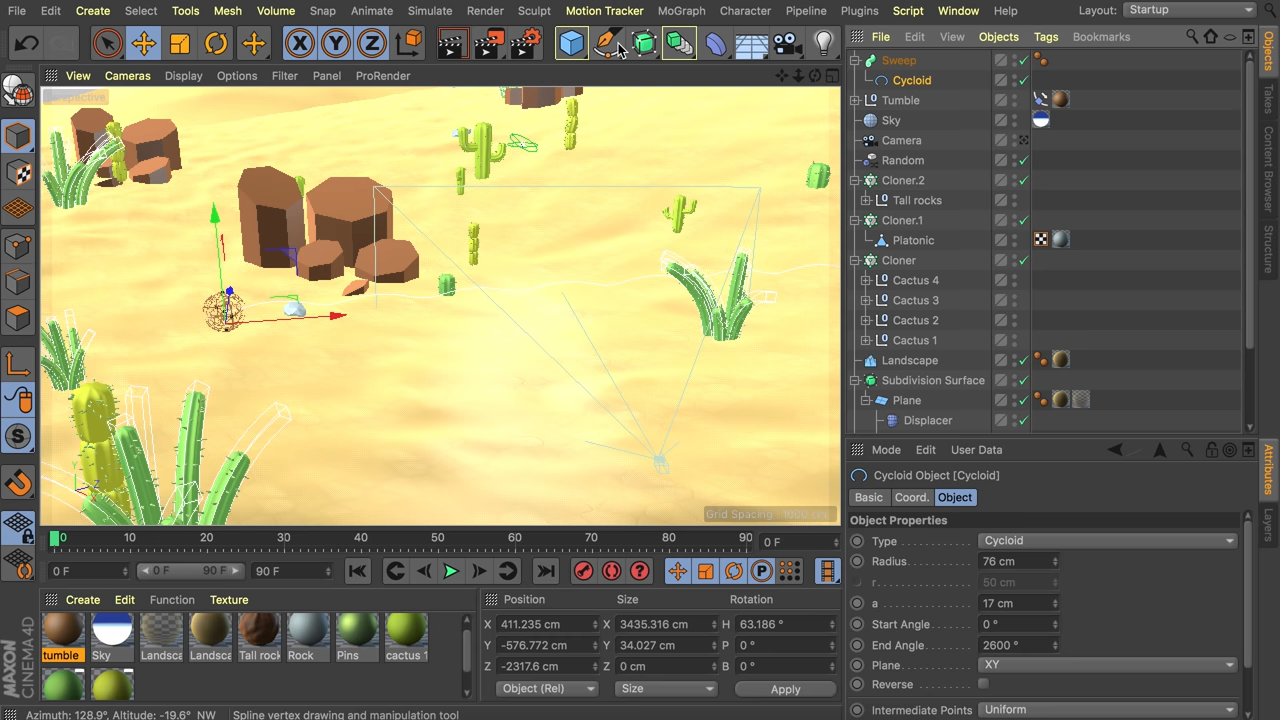 File Edit Create Select Tools Mesh Volume Snap Animate Simulate Render Sculpt Motion Tracker MoGraph Character Pipeline Plugins Script Window Help Layout: Startup
X Y Z
File Edit View Objects Tags Bookmarks
View Cameras Display Options Filter Panel ProRender
Perspective
Sweep
Cycloid
Tumble
Sky
Camera
Random
Cloner.2
Tall rocks
Cloner.1
Platonic
Cloner
Cactus 4
Cactus 3
Cactus 2
Cactus 1
Landscape
Subdivision Surface
Plane
Displacer
Objects
Takes
Content Browser
Structure
Grid Spacing : 1000 cm
Mode Edit User Data
Cycloid Object [Cycloid]
Basic Coord. Object
Object Properties
Type Cycloid
Radius 76 cm
r 50 cm
a 17 cm
Start Angle 0 °
End Angle 2600 °
Plane XY
Reverse
Intermediate Points Uniform
Attributes
Layers
0 10 20 30 40 50 60 70 80 90 0 F
0 F 0 F 90 F 90 F
Create Edit Function Texture
tumble Sky Landsca Landsca Tall rock Rock Pins cactus 1
Position Size Rotation
X 411.235 cm X 3435.316 cm H 63.186 °
Y -576.772 cm Y 34.027 cm P 0 °
Z -2317.6 cm Z 0 cm B 0 °
Object (Rel) Size Apply
MAXON CINEMA4D
Azimuth: 128.9°, Altitude: -19.6° NW Spline vertex drawing and manipulation tool